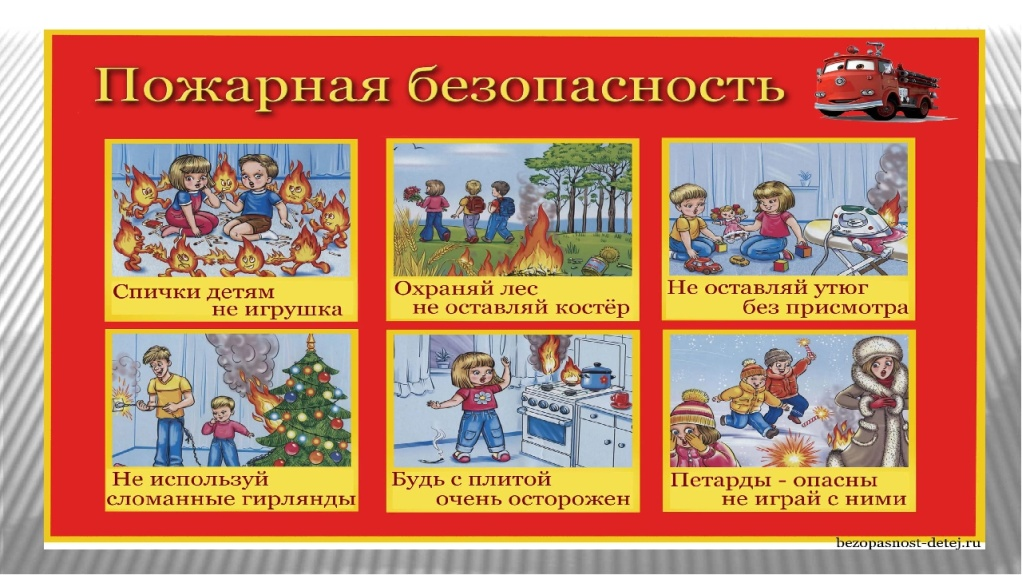 Пожарная безопасность
Спички детям
не игрушка
Охраняй лес
не оставляй костёр
Не оставляй утюг
без присмотра
Не используй
сломанные гирлянды
Будь с плитой
очень осторожен
Петарды - опасны
не играй с ними
bezopasnost-detej.ru